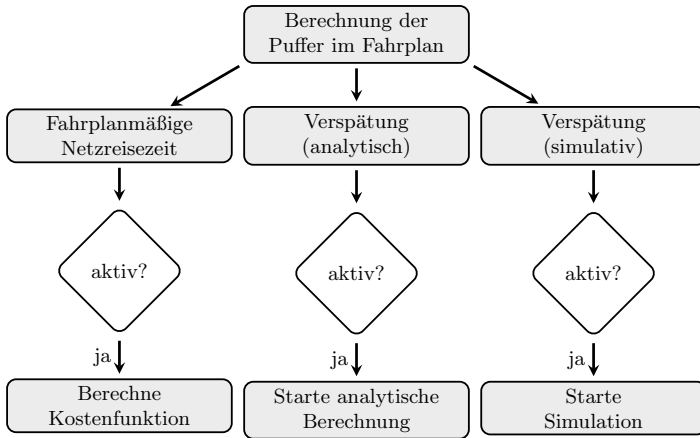 Berechnung der
Puffer im Fahrplan
Fahrplanmäßige
Netzreisezeit
Verspätung
(analytisch)
Verspätung
(simulativ)
aktiv?
aktiv?
aktiv?
ja
ja
ja
Berechne
Kostenfunktion
Starte analytische
Berechnung
Starte
Simulation